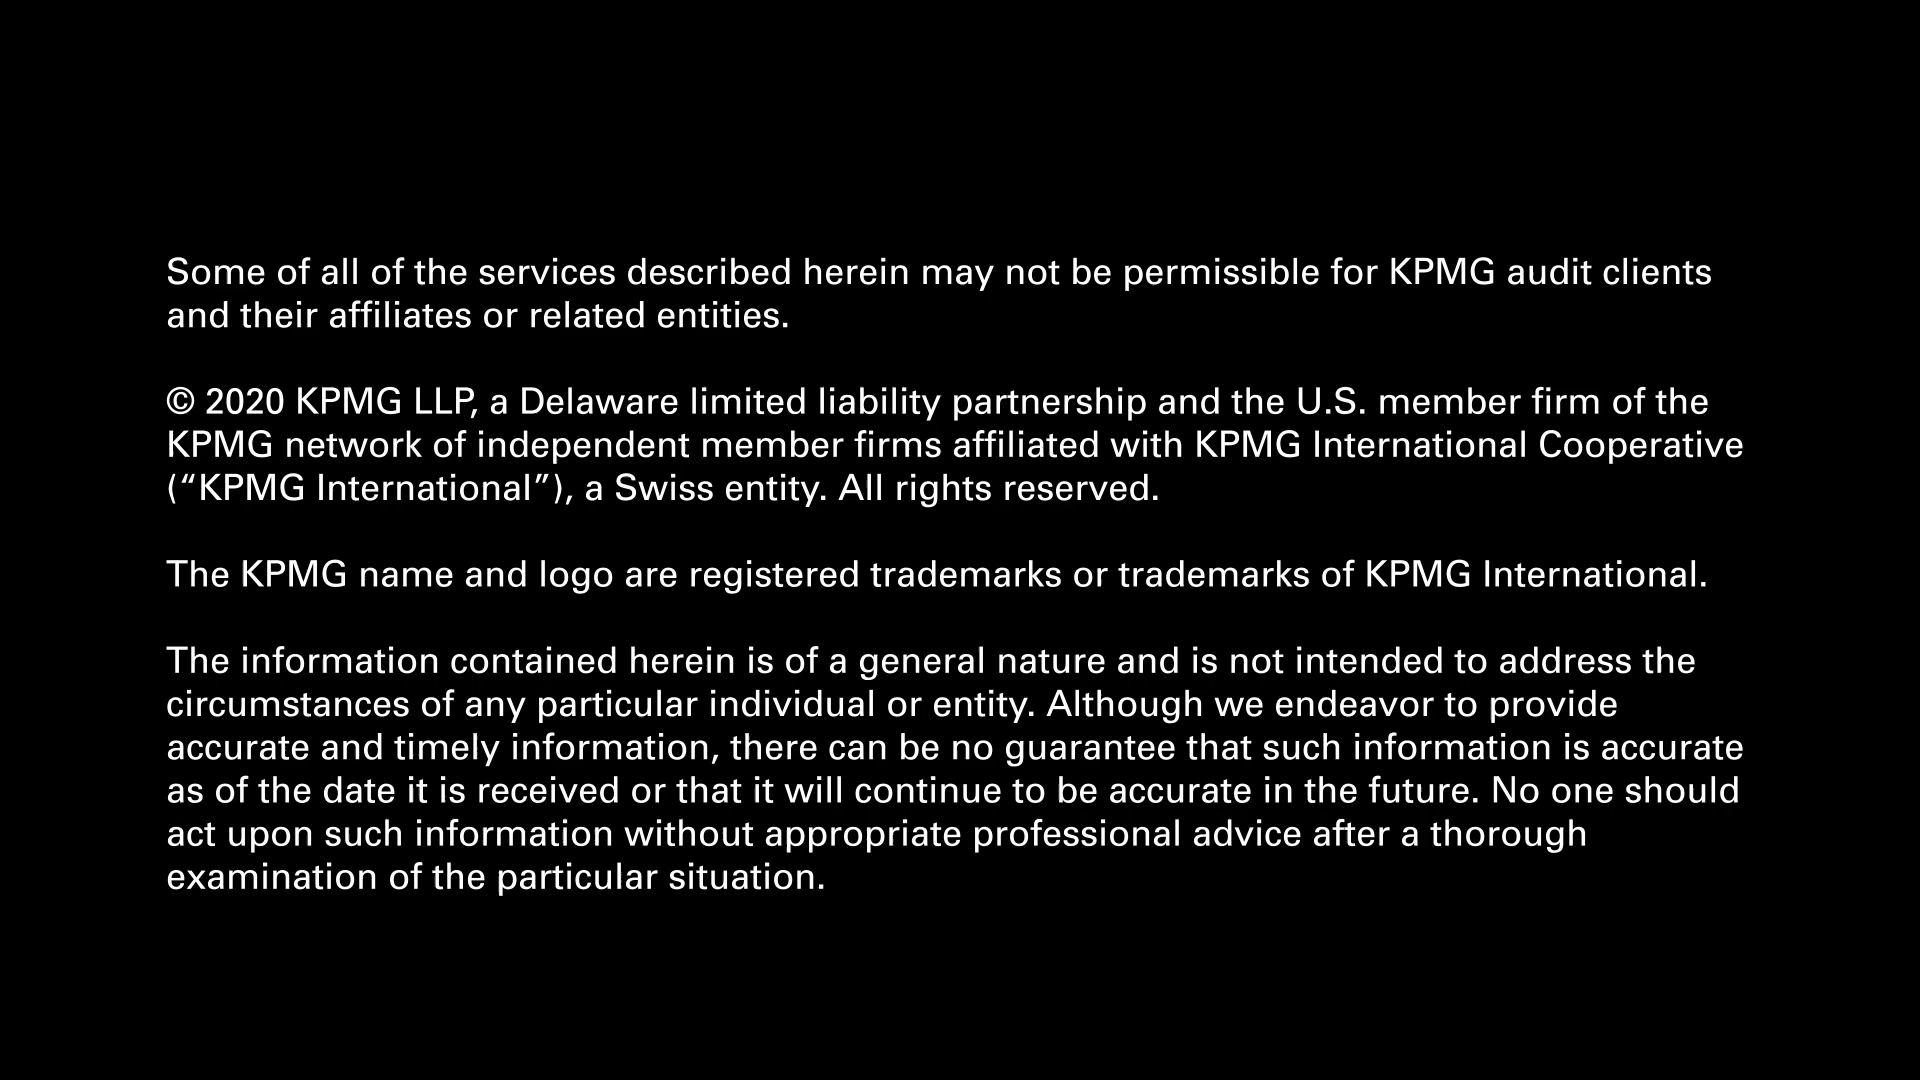 Some of all of the services described herein may not be permissible for KPMG audit clients
and their affiliates or related entities.
© 2020 KPMG LLP, a Delaware limited liability partnership and the U.S. member firm of the
KPMG network of independent member firms affiliated with KPMG International Cooperative
(“KPMG International”), a Swiss entity. All rights reserved.
The KPMG name and logo are registered trademarks or trademarks of KPMG International.
The information contained herein is of a general nature and is not intended to address the
circumstances of any particular individual or entity. Although we endeavor to provide
accurate and timely information, there can be no guarantee that such information is accurate
as of the date it is received or that it will continue to be accurate in the future. No one should
act upon such information without appropriate professional advice after a thorough
examination of the particular situation.